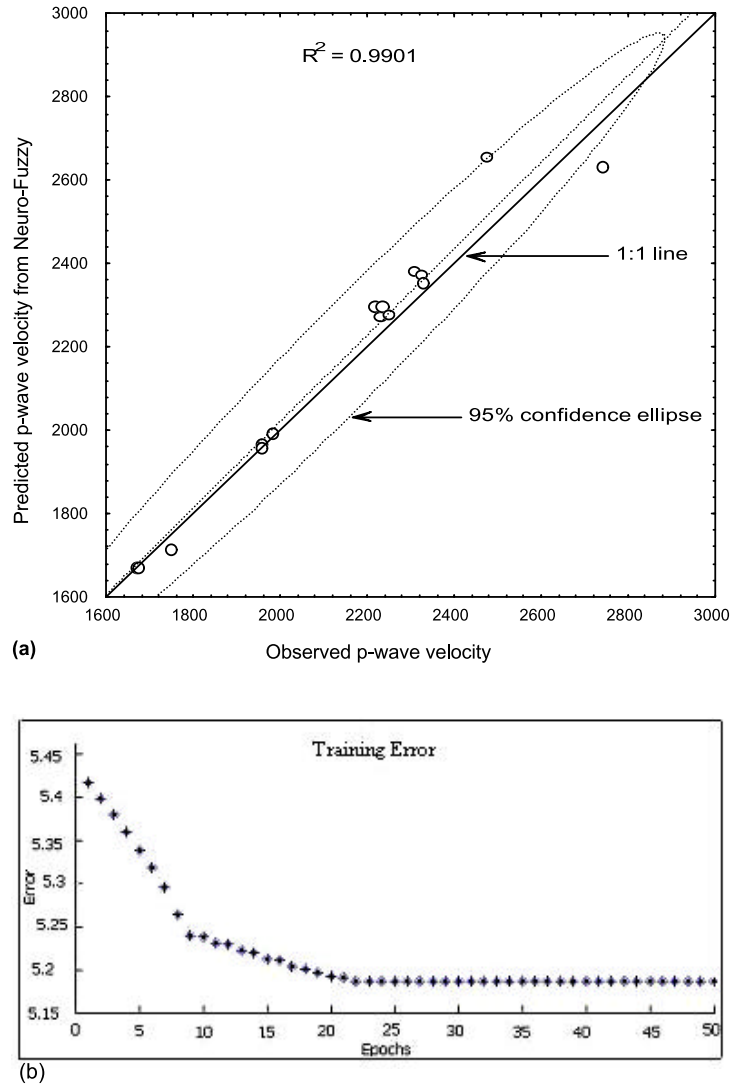 3000
R² = 0.9901
2800
2600
2400
1:1 line
2200
2000
95% confidence ellipse
1800
1600
Predicted p-wave velocity from Neuro-Fuzzy
1600 1800 2000 2200 2400 2600 2800 3000
(a)
Observed p-wave velocity
Training Error
5.45
5.4
5.35
5.3
5.25
5.2
5.15
Error
0 5 10 15 20 25 30 35 40 45 50
Epochs
(b)